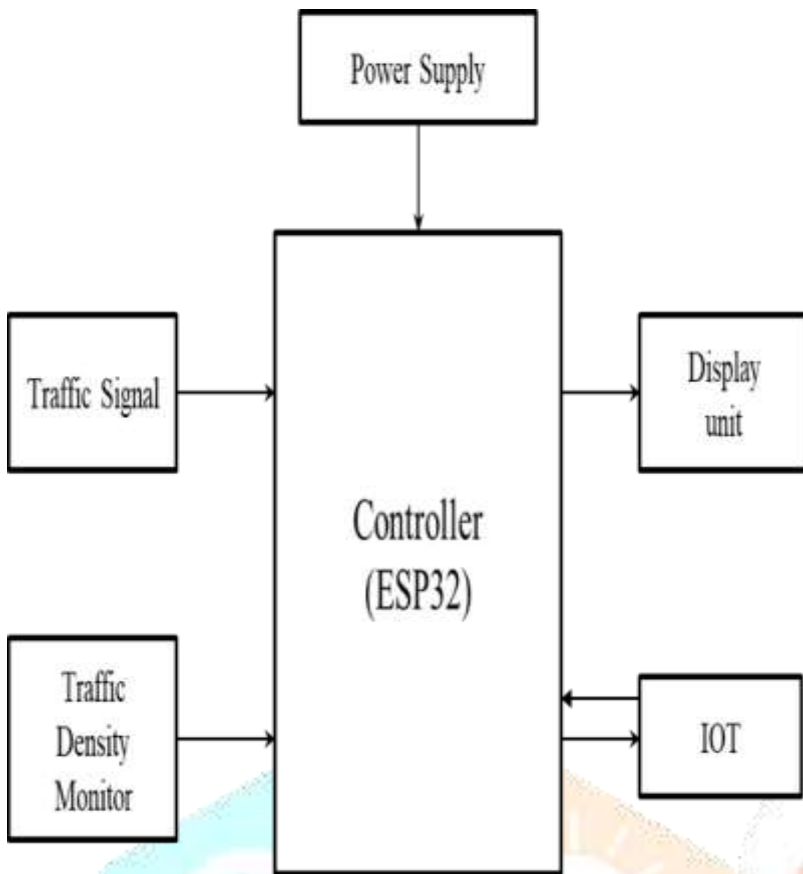 Power Supply
Traffic Signal
Display
unit
Controller
(ESP32)
Traffic
Density
Monitor
IOT